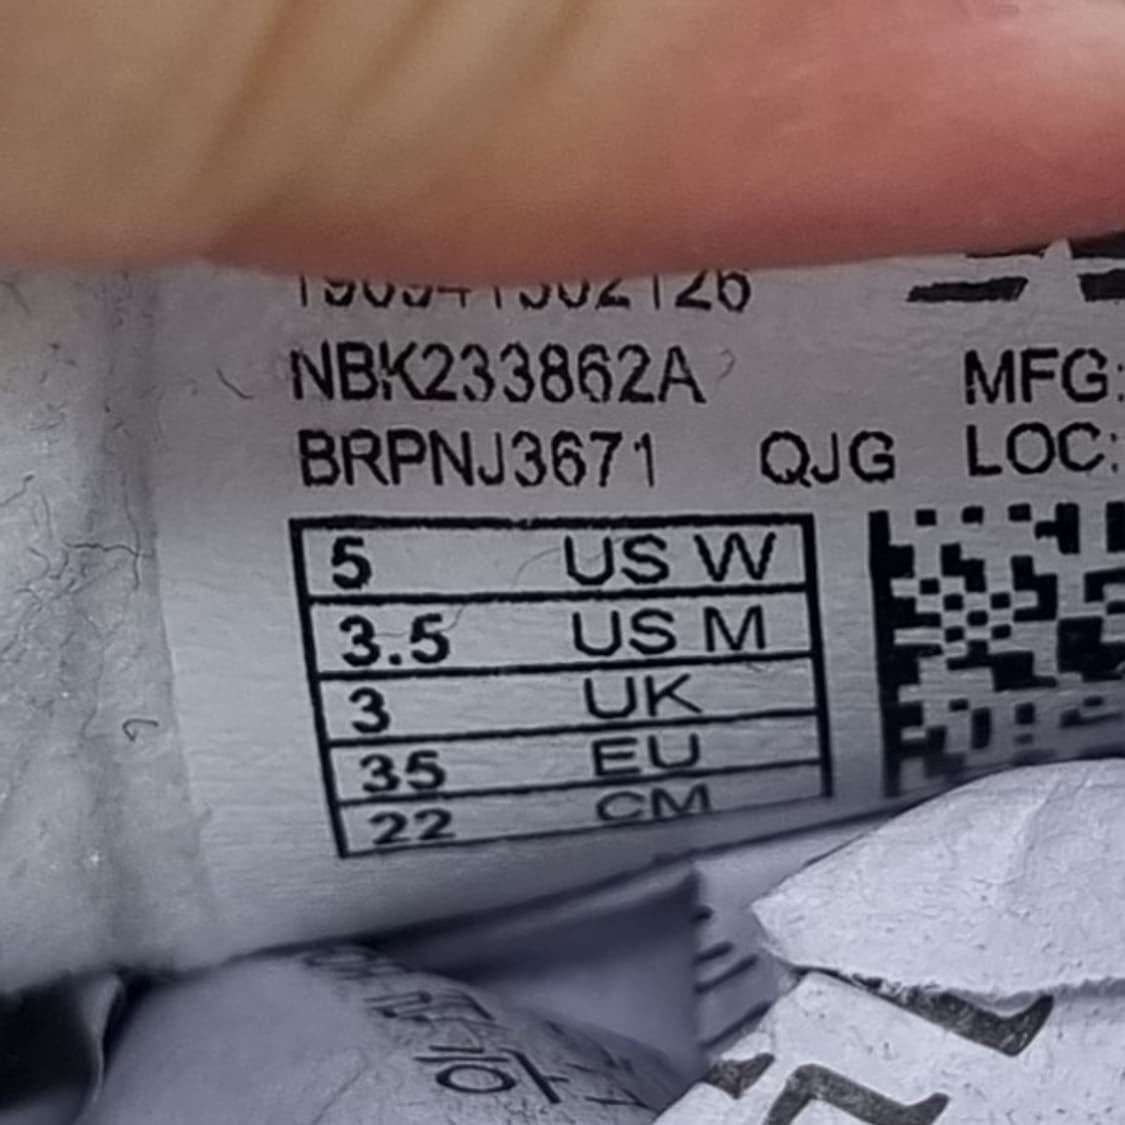 NBK233862A MFG:
BRPNJ3671 QJG LOC:
5 US W
3.5 US M
3 UK
35 EU
22 CM